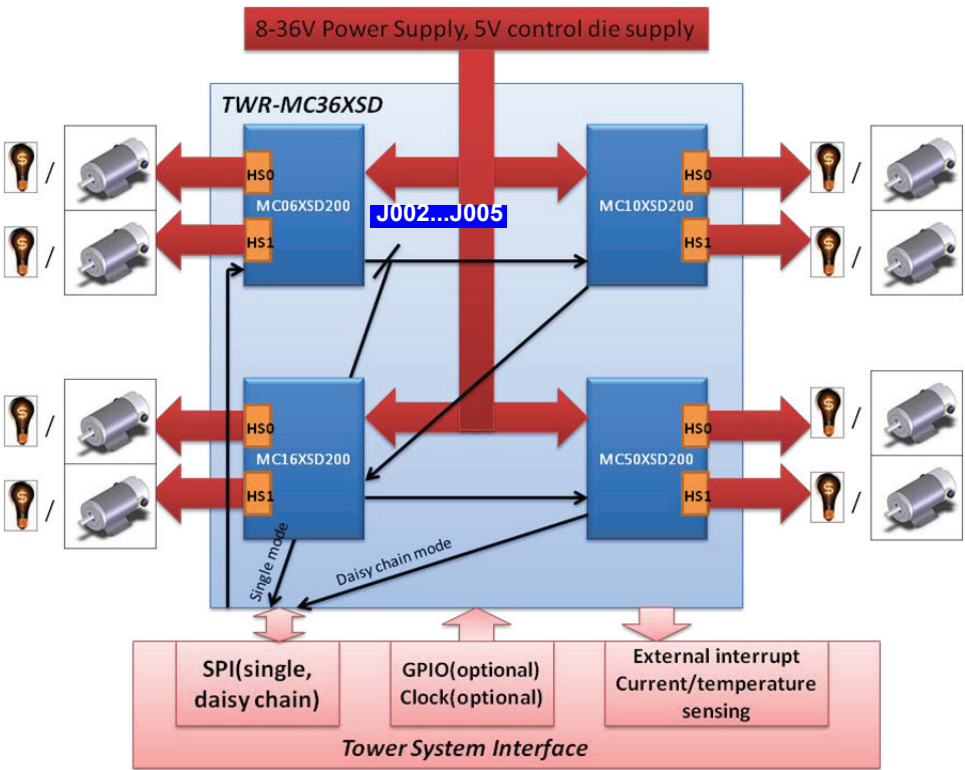 8-36V Power Supply, 5V control die supply
TWR-MC36XSD
HS0
MC06XSD200
HS1
HS0
MC10XSD200
HS1
J002...J005
HS0
MC16XSD200
HS1
HS0
MC50XSD200
HS1
Single mode
Daisy chain mode
SPI(single,
daisy chain)
GPIO(optional)
Clock(optional)
External interrupt
Current/temperature
sensing
Tower System Interface
/
/
/
/
/
/
/
/
$
$
$
$
$
$
$
$